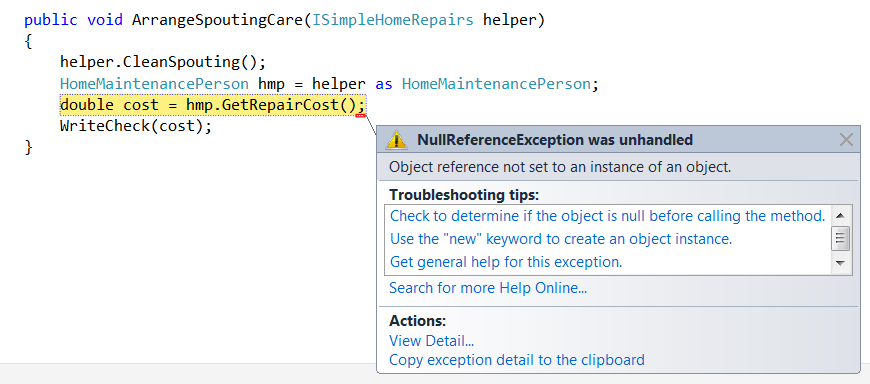 public void ArrangeSpoutingCare(ISimpleHomeRepairs helper)
{
helper.CleanSpouting();
HomeMaintenancePerson hmp = helper as HomeMaintenancePerson;
double cost = hmp.GetRepairCost();
WriteCheck(cost);
}
NullReferenceException was unhandled
Object reference not set to an instance of an object.
Troubleshooting tips:
Check to determine if the object is null before calling the method.
Use the "new" keyword to create an object instance.
Get general help for this exception.
Search for more Help Online...
Actions:
View Detail...
Copy exception detail to the clipboard